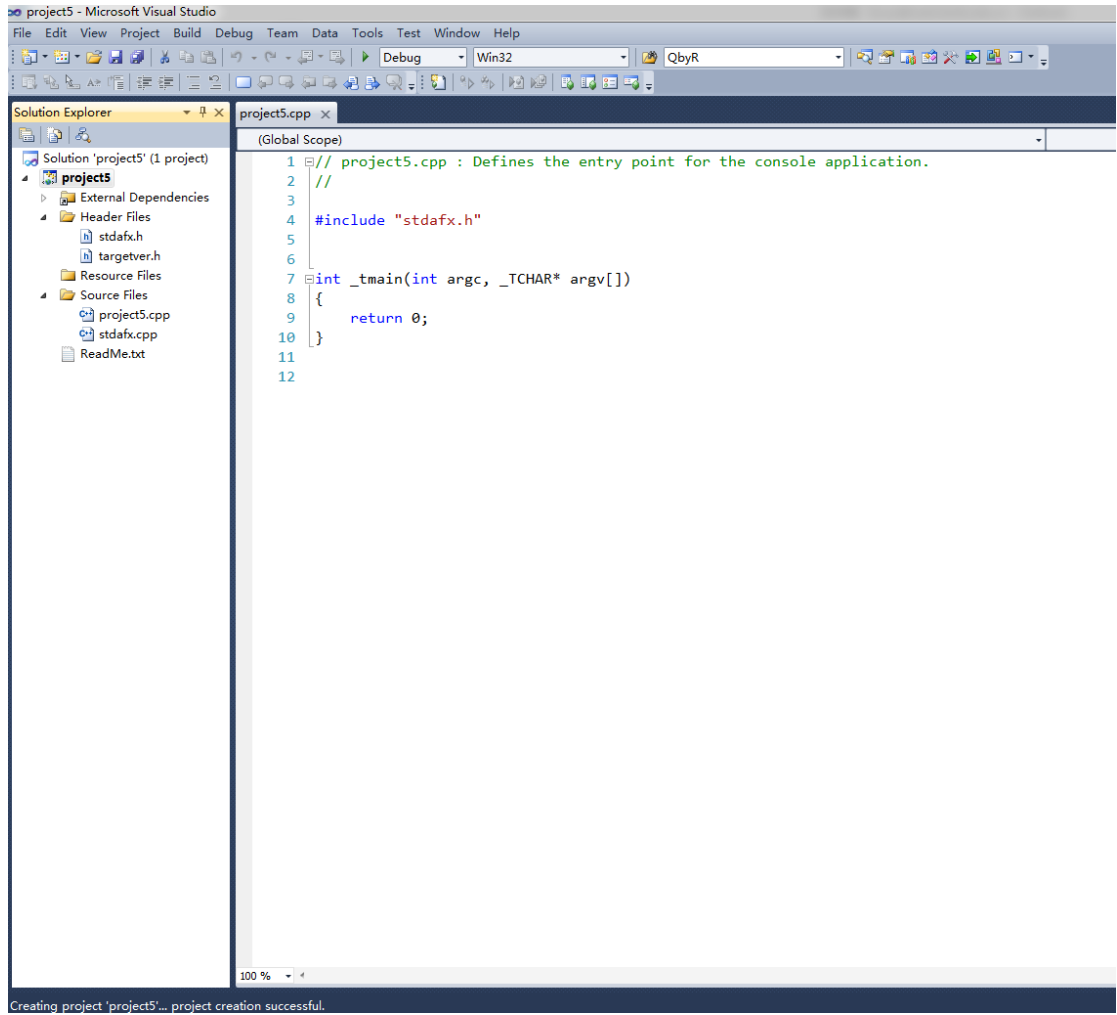 project5 - Microsoft Visual Studio
File Edit View Project Build Debug Team Data Tools Test Window Help
Debug Win32 QbyR
Solution Explorer
project5.cpp
(Global Scope)
Solution 'project5' (1 project)
project5
External Dependencies
Header Files
stdafx.h
targetver.h
Resource Files
Source Files
project5.cpp
stdafx.cpp
ReadMe.txt
1 // project5.cpp : Defines the entry point for the console application.
2 //
3
4 #include "stdafx.h"
5
6
7 int _tmain(int argc, _TCHAR* argv[])
8 {
9 return 0;
10 }
11
12
100 %
Creating project 'project5'... project creation successful.